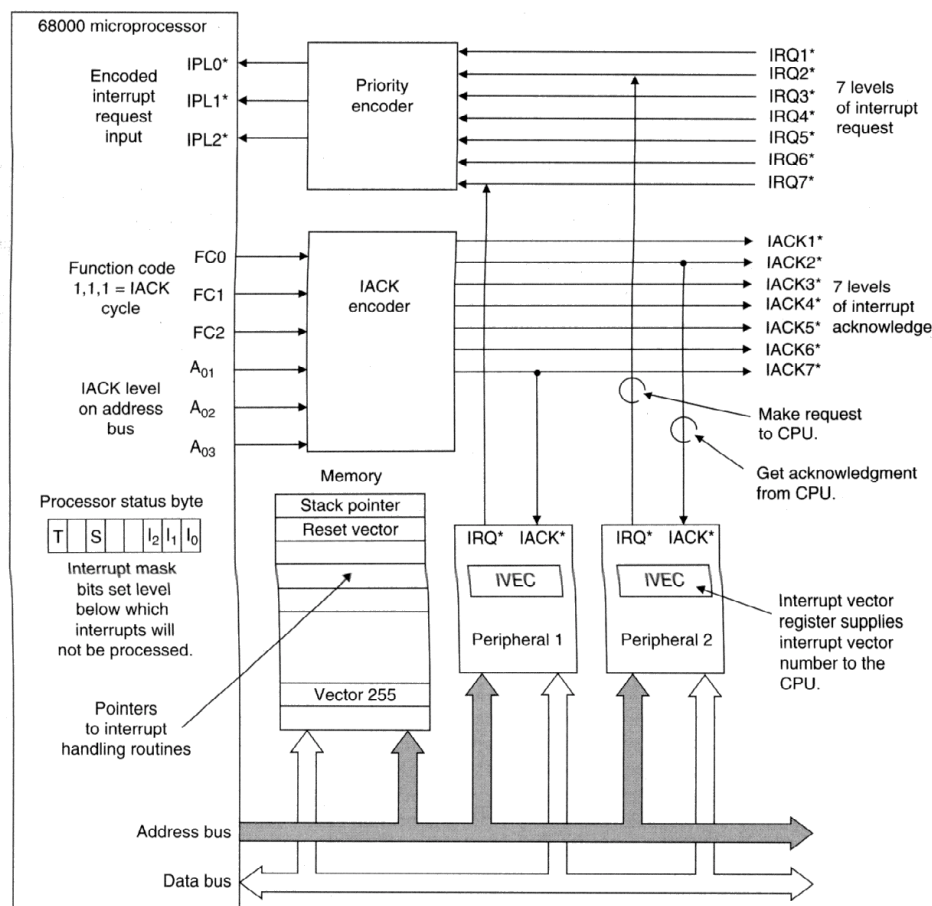 68000 microprocessor
Encoded
interrupt
request
input
IPL0*
IPL1*
IPL2*
Priority
encoder
IRQ1*
IRQ2*
IRQ3*
IRQ4*
IRQ5*
IRQ6*
IRQ7*
7 levels
of interrupt
request
Function code
1,1,1 = IACK
cycle
FC0
FC1
FC2
IACK level
on address
bus
A01
A02
A03
IACK
encoder
IACK1*
IACK2*
IACK3*
IACK4*
IACK5*
IACK6*
IACK7*
7 levels
of interrupt
acknowledge
Make request
to CPU.
Get acknowledgment
from CPU.
Processor status byte
T S I2 I1 I0
Interrupt mask
bits set level
below which
interrupts will
not be processed.
Memory
Stack pointer
Reset vector
Vector 255
Pointers
to interrupt
handling routines
IRQ* IACK*
IVEC
Peripheral 1
IRQ* IACK*
IVEC
Peripheral 2
Interrupt vector
register supplies
interrupt vector
number to the
CPU.
Address bus
Data bus